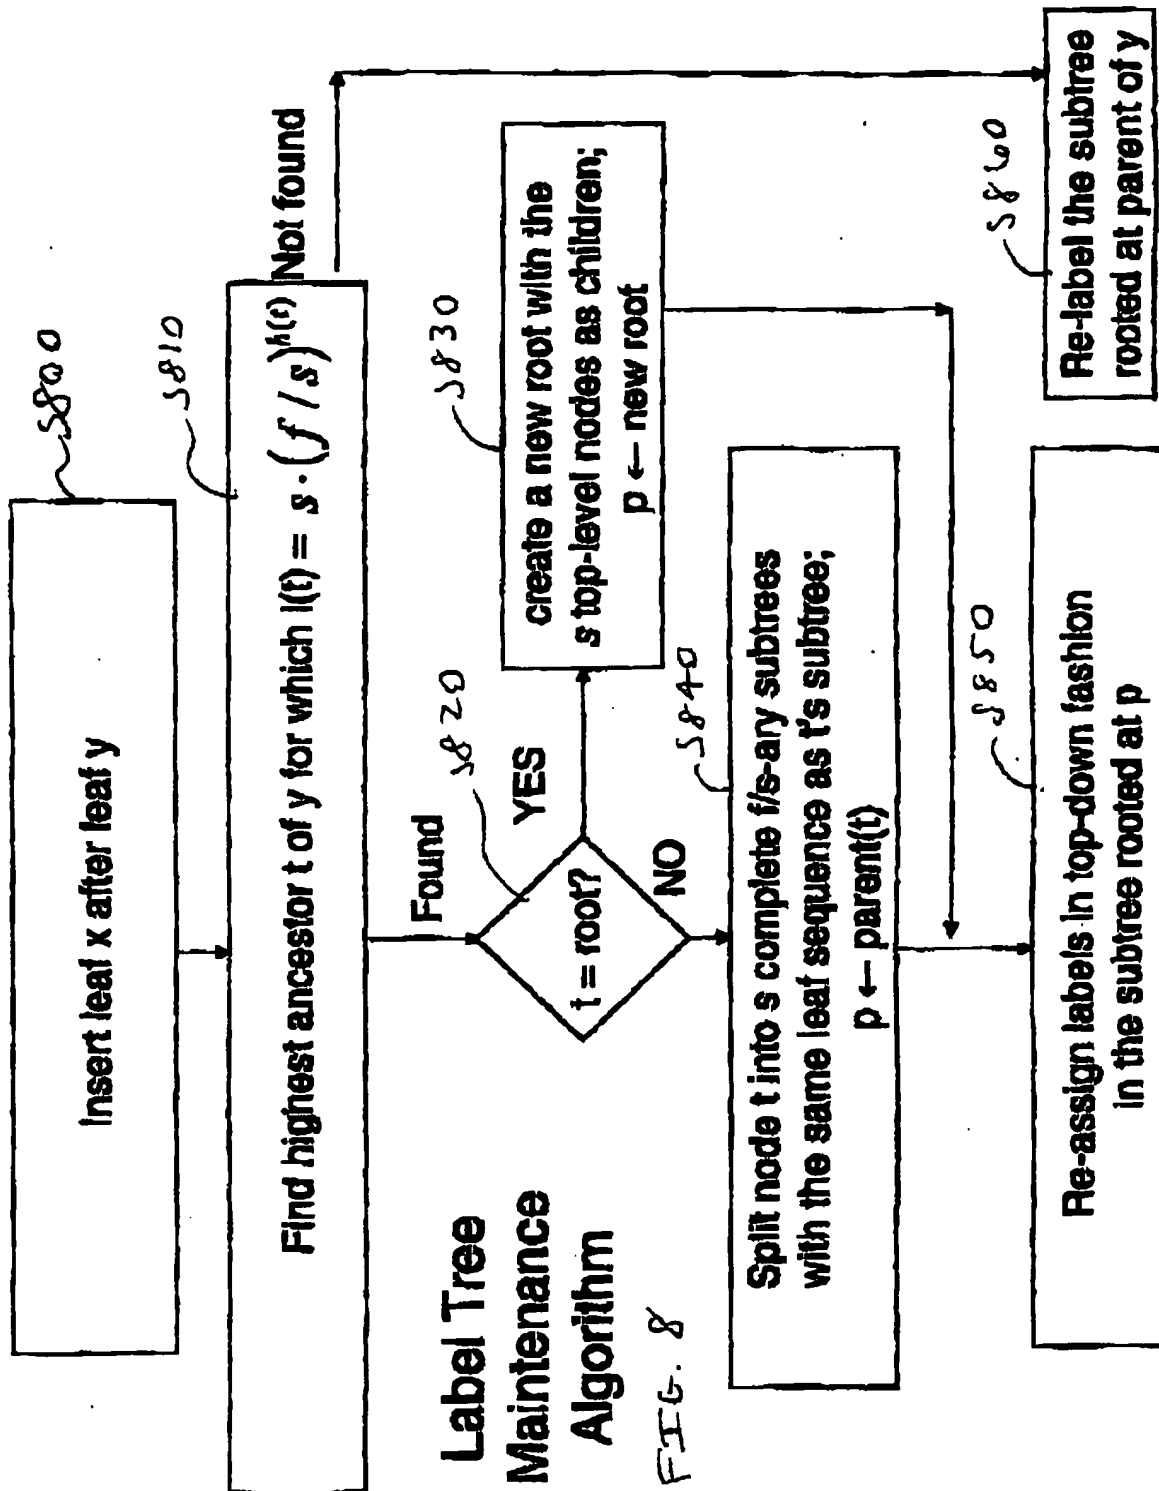 Insert leaf x after leaf y
S800
Find highest ancestor t of y for which l(t) = s · (f / s)^h(t)
S810
Not found
Found
S820
t = root?
YES
NO
create a new root with the
s top-level nodes as children;
p ← new root
S830
Split node t into s complete f/s-ary subtrees
with the same leaf sequence as t's subtree;
p ← parent(t)
S840
Re-assign labels in top-down fashion
in the subtree rooted at p
S850
Re-label the subtree
rooted at parent of y
S860
Label Tree
Maintenance
Algorithm
FIG. 8